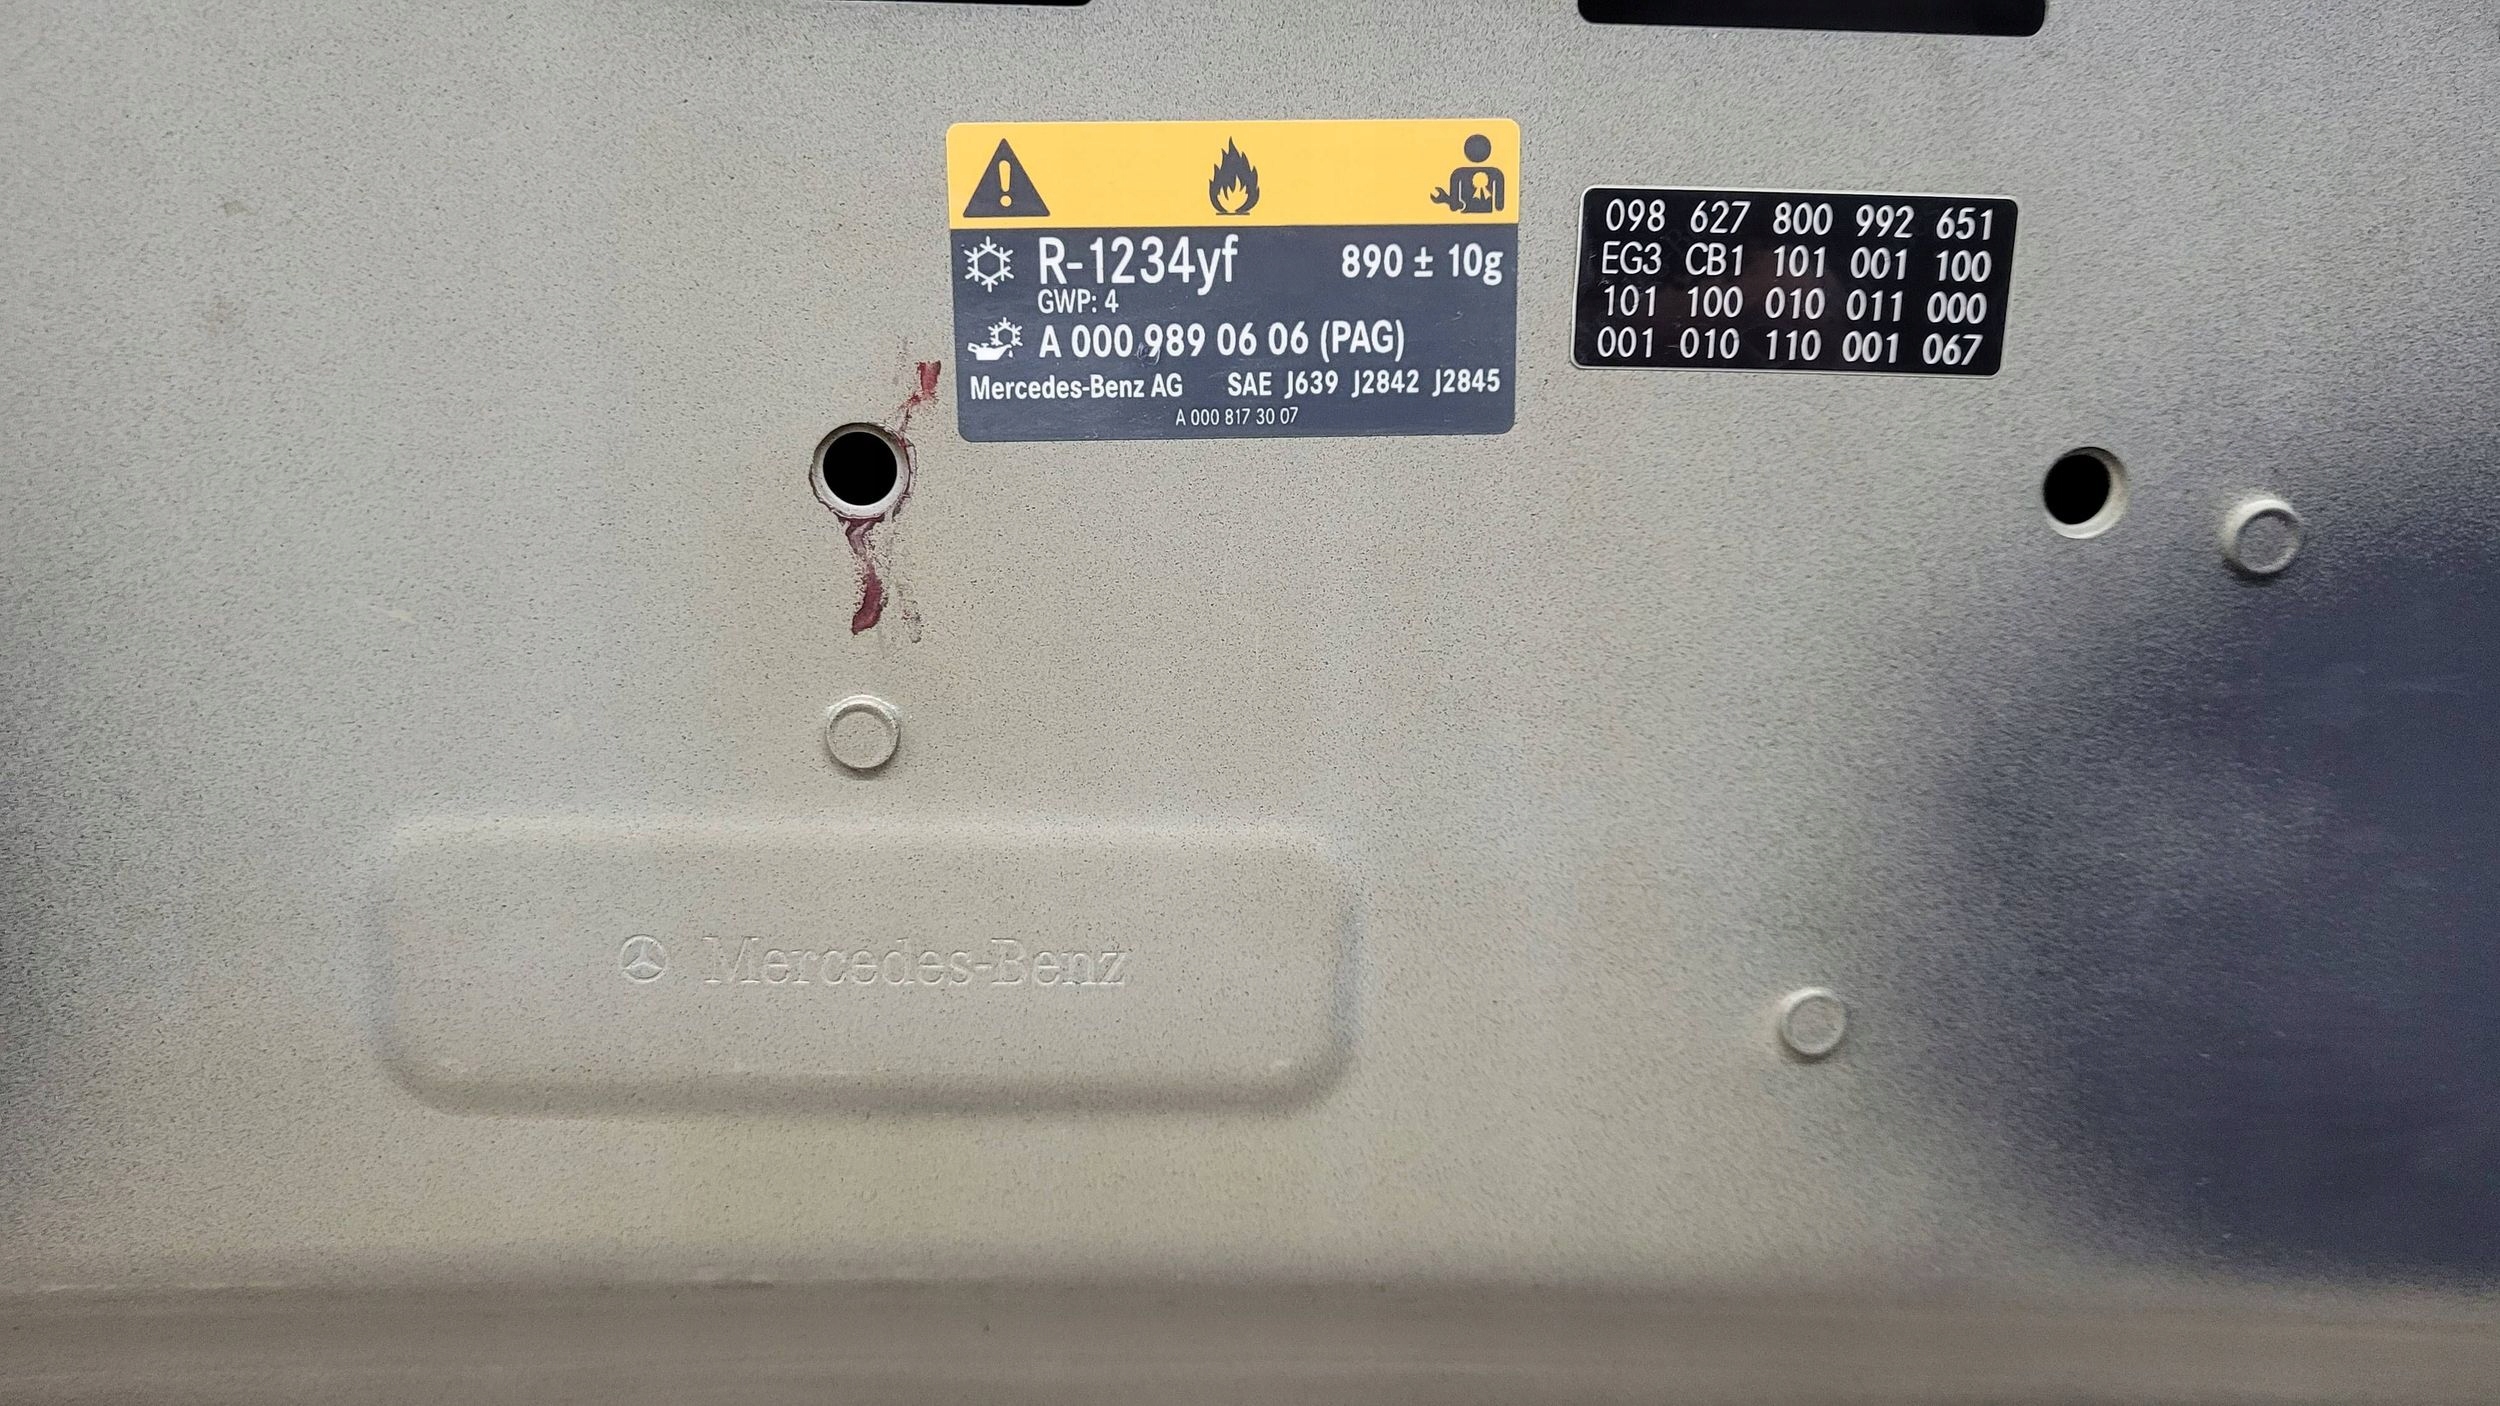 R-1234yf 890 ± 10g
GWP: 4
A 000 989 06 06 (PAG)
Mercedes-Benz AG SAE J639 J2842 J2845
A 000 817 30 07
098 627 800 992 651
EG3 CB1 101 001 100
101 100 010 011 000
001 010 110 001 067
Mercedes-Benz